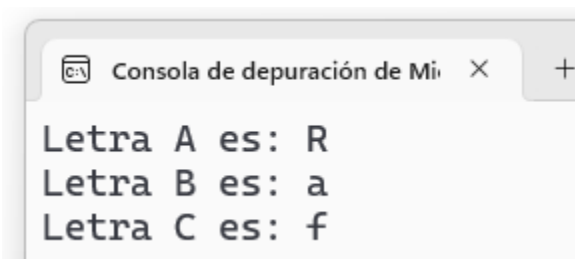 Consola de depuración de Mi
Letra A es: R
Letra B es: a
Letra C es: f